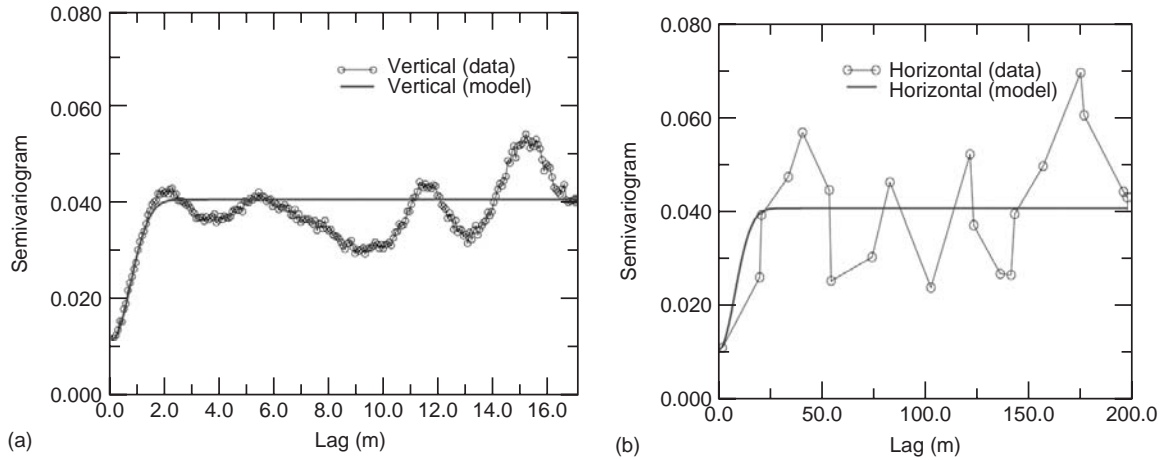 0.080
0.060
0.040
0.020
0.000
Semivariogram
Vertical (data)
Vertical (model)
0.0 2.0 4.0 6.0 8.0 10.0 12.0 14.0 16.0
Lag (m)
(a)
0.080
0.060
0.040
0.020
0.000
Semivariogram
Horizontal (data)
Horizontal (model)
0.0 50.0 100.0 150.0 200.0
Lag (m)
(b)